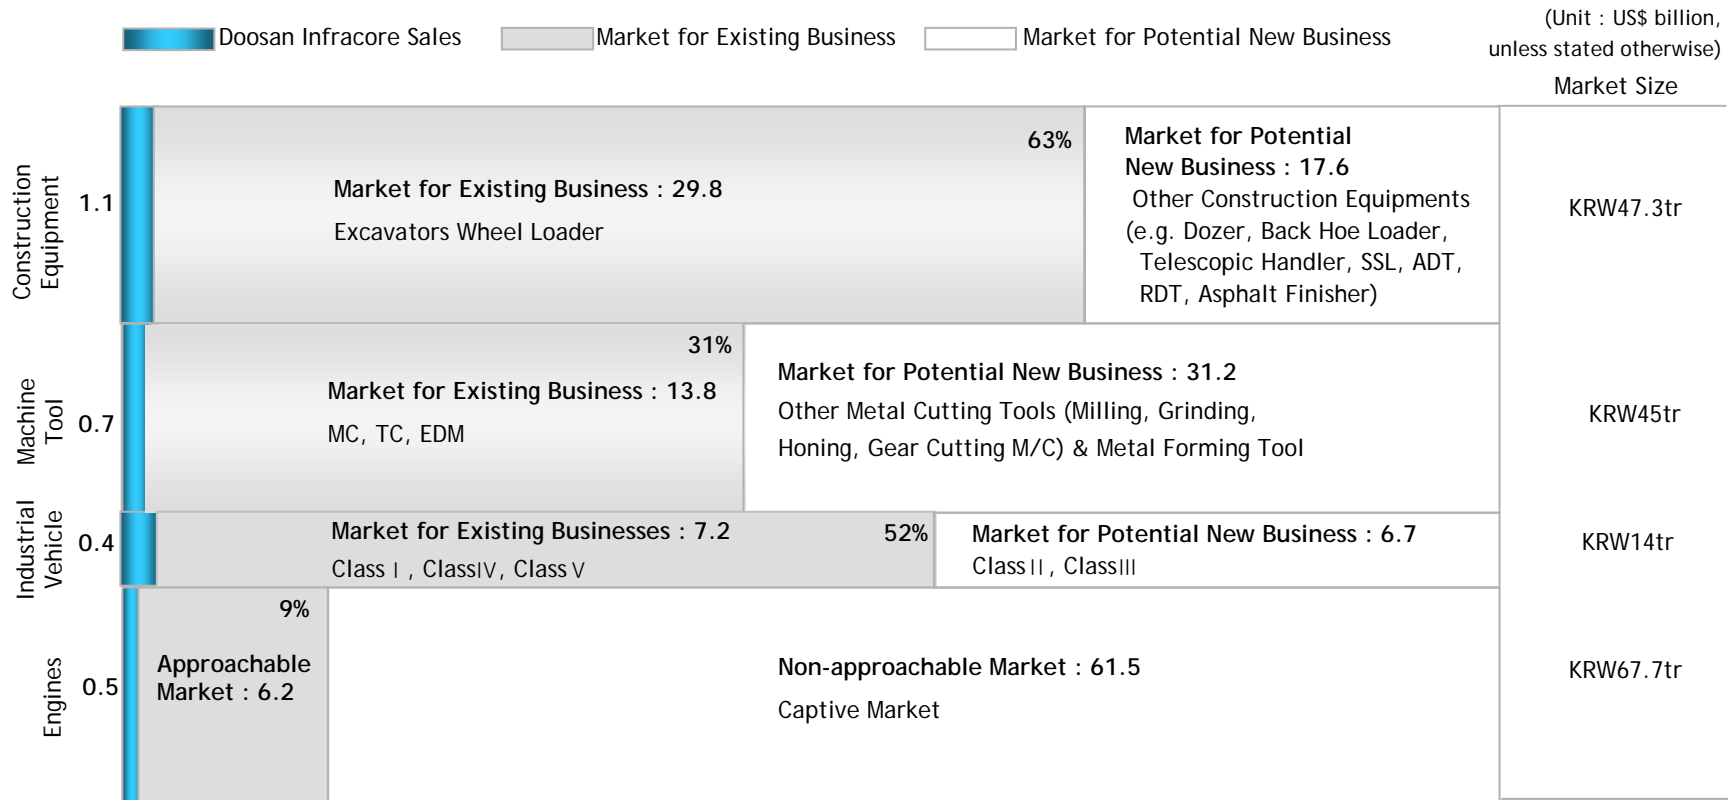 Doosan Infracore Sales
Market for Existing Business
Market for Potential New Business
(Unit : US$ billion,
unless stated otherwise)
Market Size
Construction
Equipment
1.1
63%
Market for Existing Business : 29.8
Excavators Wheel Loader
Market for Potential
New Business : 17.6
Other Construction Equipments
(e.g. Dozer, Back Hoe Loader,
Telescopic Handler, SSL, ADT,
RDT, Asphalt Finisher)
KRW47.3tr
Machine
Tool
0.7
31%
Market for Existing Business : 13.8
MC, TC, EDM
Market for Potential New Business : 31.2
Other Metal Cutting Tools (Milling, Grinding,
Honing, Gear Cutting M/C) & Metal Forming Tool
KRW45tr
Industrial
Vehicle
0.4
Market for Existing Businesses : 7.2
52%
Class Ⅰ, ClassⅣ, Class Ⅴ
Market for Potential New Business : 6.7
ClassⅡ, ClassⅢ
KRW14tr
Engines
0.5
9%
Approachable
Market : 6.2
Non-approachable Market : 61.5
Captive Market
KRW67.7tr